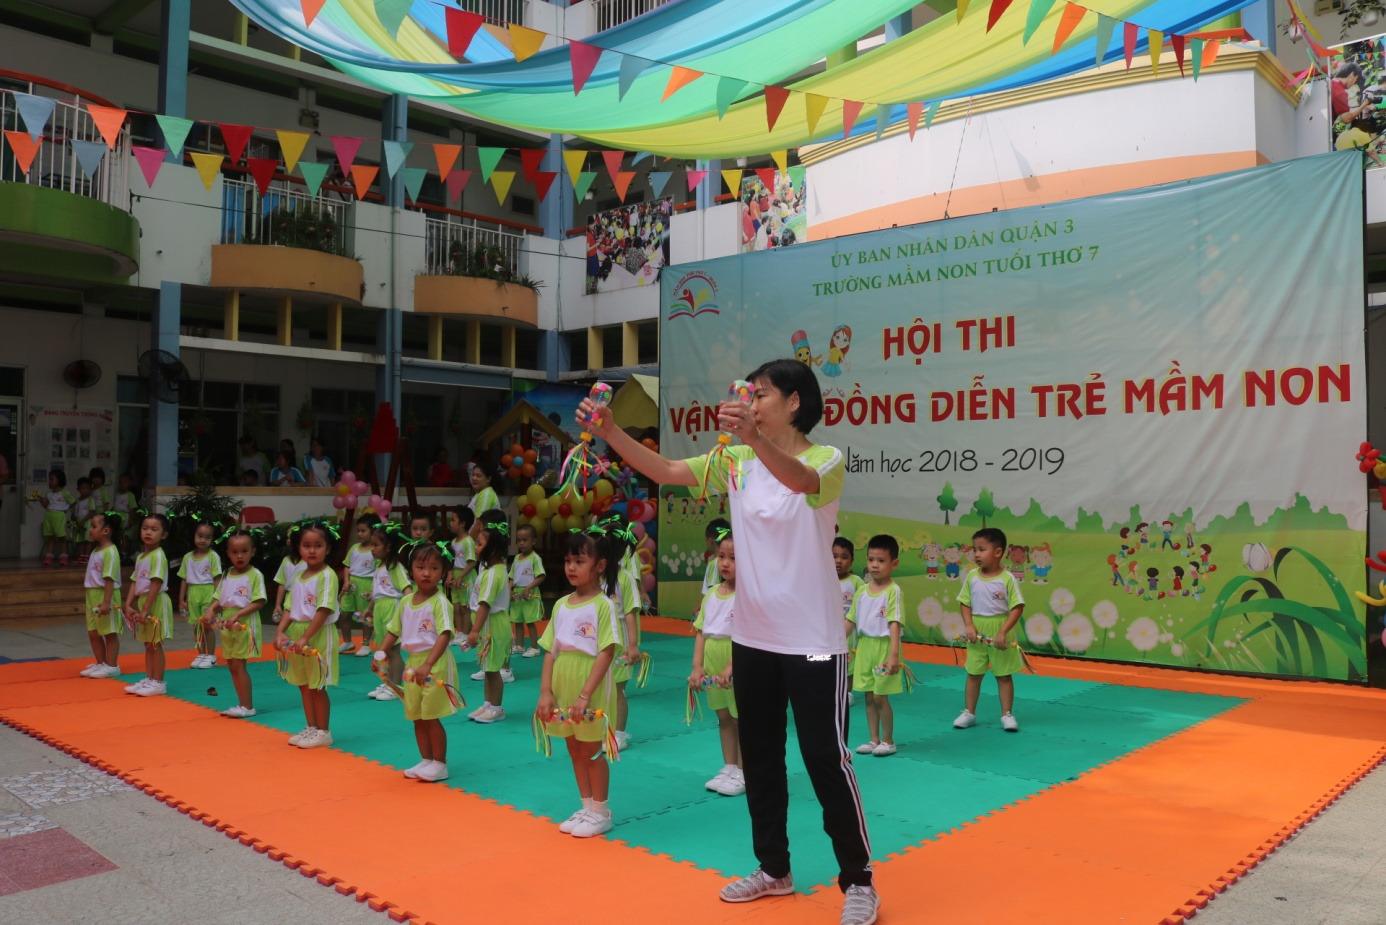 ỦY BAN NHÂN DÂN QUẬN 3
TRƯỜNG MẦM NON TUỔI THƠ 7
HỘI THI
VẬN ĐỒNG DIỄN TRẺ MẦM NON
Năm học 2018 - 2019